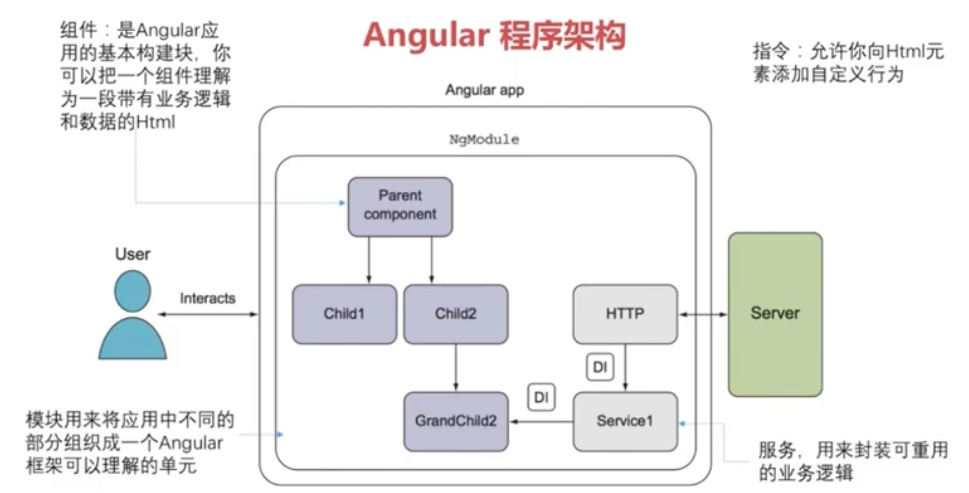 Angular 程序架构
组件：是Angular应
用的基本构建块，你
可以把一个组件理解
为一段带有业务逻辑
和数据的Html
指令：允许你向Html元
素添加自定义行为
Angular app
NgModule
Parent
component
User
Interacts
Child1
Child2
HTTP
Server
DI
DI
GrandChild2
Service1
模块用来将应用中不同的
部分组织成一个Angular
框架可以理解的单元
服务，用来封装可重用
的业务逻辑